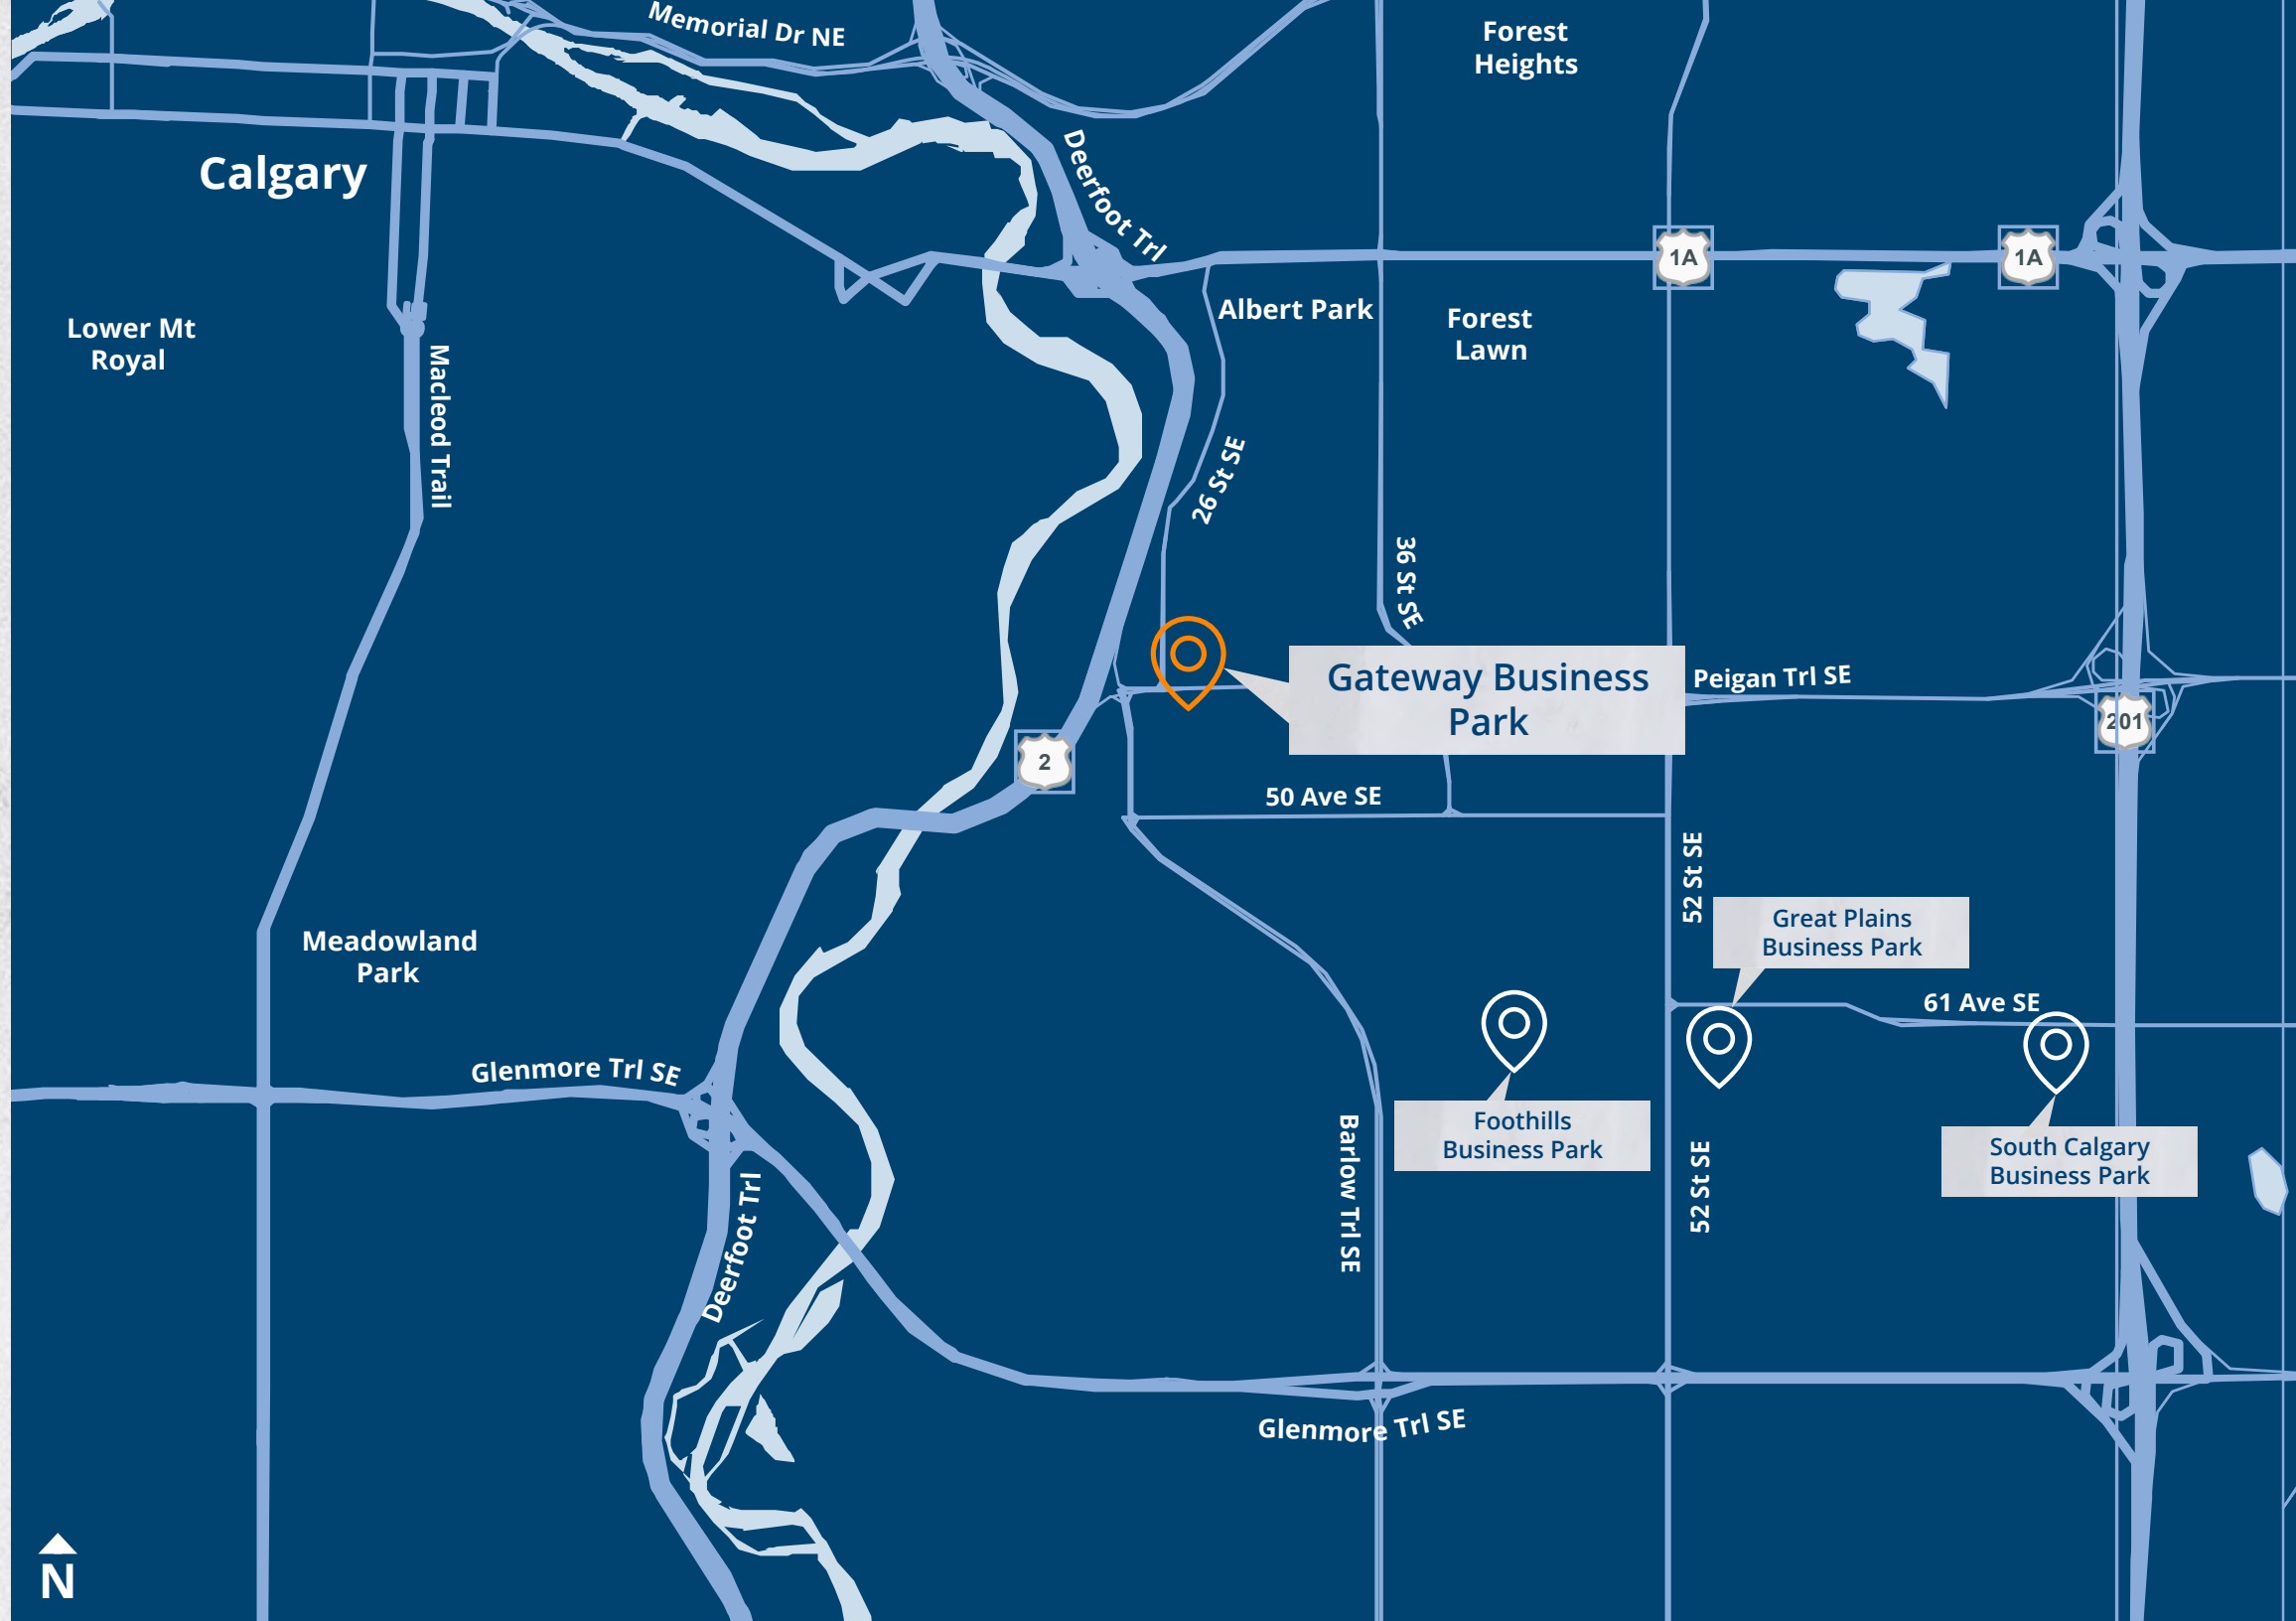 Memorial Dr NE
Forest
Heights
Calgary
Deerfoot Trl
1A
1A
Albert Park
Forest
Lawn
Lower Mt
Royal
Macleod Trail
26 St SE
36 St SE
Gateway Business
Park
Peigan Trl SE
201
2
50 Ave SE
52 St SE
Great Plains
Business Park
Meadowland
Park
61 Ave SE
Glenmore Trl SE
Foothills
Business Park
South Calgary
Business Park
Barlow Trl SE
52 St SE
Deerfoot Trl
Glenmore Trl SE
N